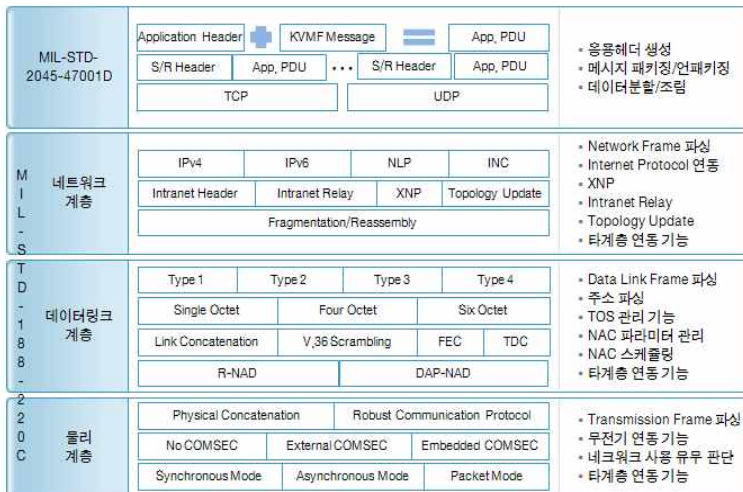 MIL-STD-
2045-47001D
Application Header
KVMF Message
App, PDU
S/R Header
App, PDU
...
S/R Header
App, PDU
TCP
UDP
• 응용헤더 생성
• 메시지 패키징/언패키징
• 데이터분할/조립
MIL-STD-188-220C
네트워크
계층
IPv4
IPv6
NLP
INC
Intranet Header
Intranet Relay
XNP
Topology Update
Fragmentation/Reassembly
• Network Frame 파싱
• Internet Protocol 연동
• XNP
• Intranet Relay
• Topology Update
• 타계층 연동 기능
데이터링크
계층
Type 1
Type 2
Type 3
Type 4
Single Octet
Four Octet
Six Octet
Link Concatenation
V,36 Scrambling
FEC
TDC
R-NAD
DAP-NAD
• Data Link Frame 파싱
• 주소 파싱
• TOS 관리 기능
• NAC 파라미터 관리
• NAC 스케쥴링
• 타계층 연동 기능
물리
계층
Physical Concatenation
Robust Communication Protocol
No COMSEC
External COMSEC
Embedded COMSEC
Synchronous Mode
Asynchronous Mode
Packet Mode
• Transmission Frame 파싱
• 무전기 연동 기능
• 네크워크 사용 유무 판단
• 타계층 연동 기능